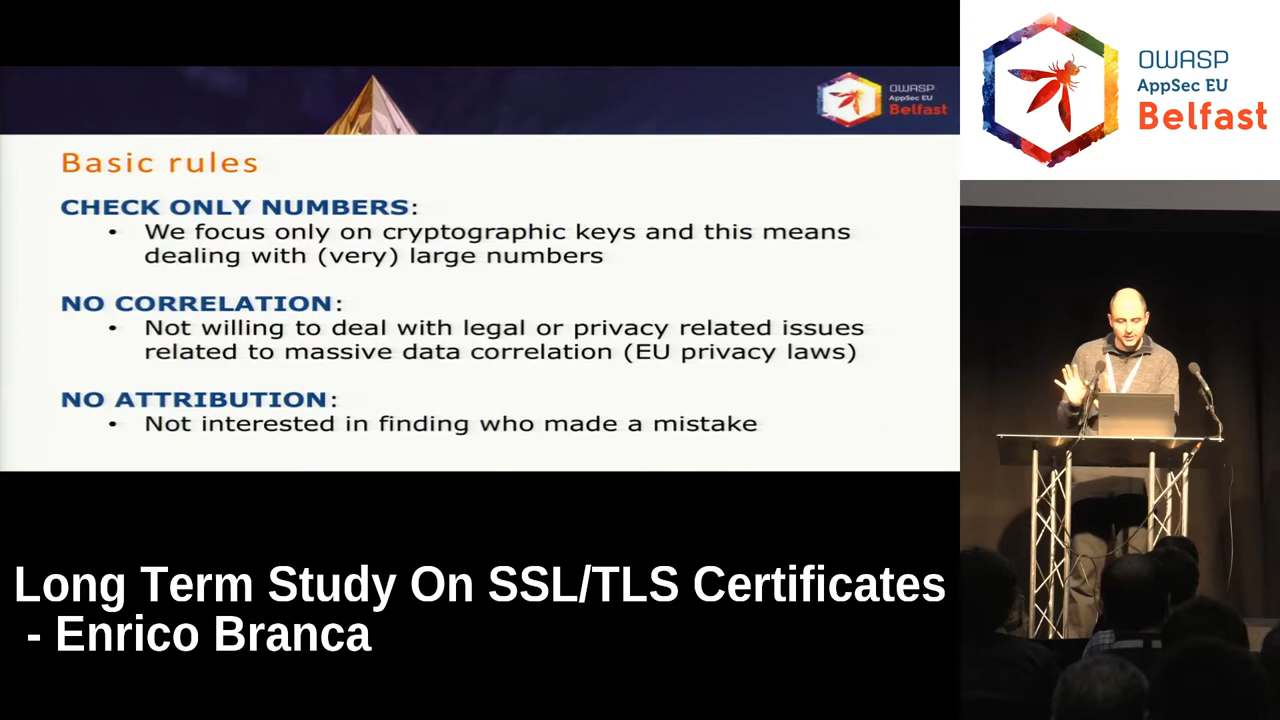 OWASP
AppSec EU
Belfast
Basic rules
CHECK ONLY NUMBERS:
• We focus only on cryptographic keys and this means
dealing with (very) large numbers
NO CORRELATION:
• Not willing to deal with legal or privacy related issues
related to massive data correlation (EU privacy laws)
NO ATTRIBUTION:
• Not interested in finding who made a mistake
OWASP
AppSec EU
Belfast
Long Term Study On SSL/TLS Certificates
- Enrico Branca